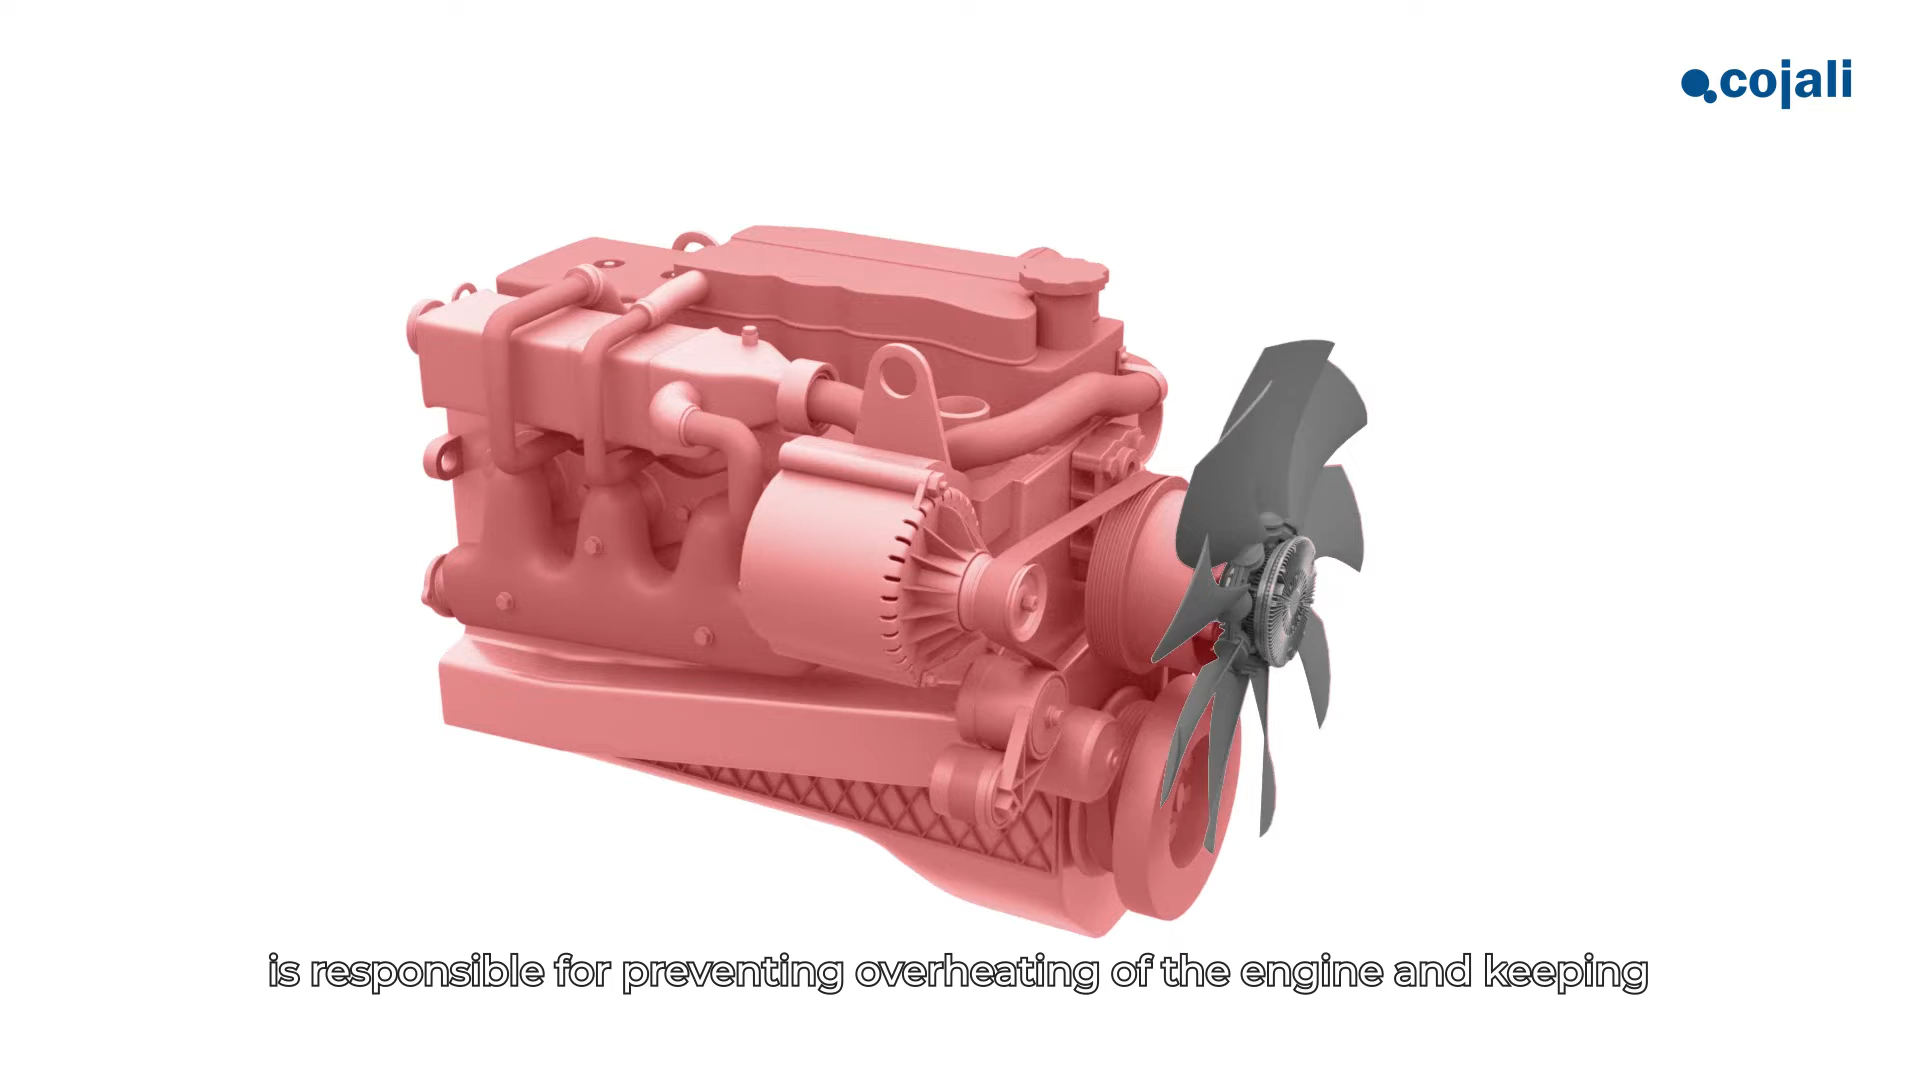 cojali
is responsible for preventing overheating of the engine and keeping